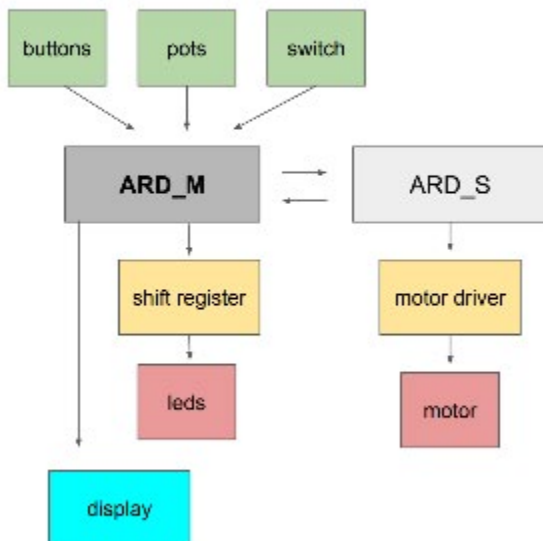 buttons
pots
switch
ARD_M
ARD_S
shift register
motor driver
leds
motor
display